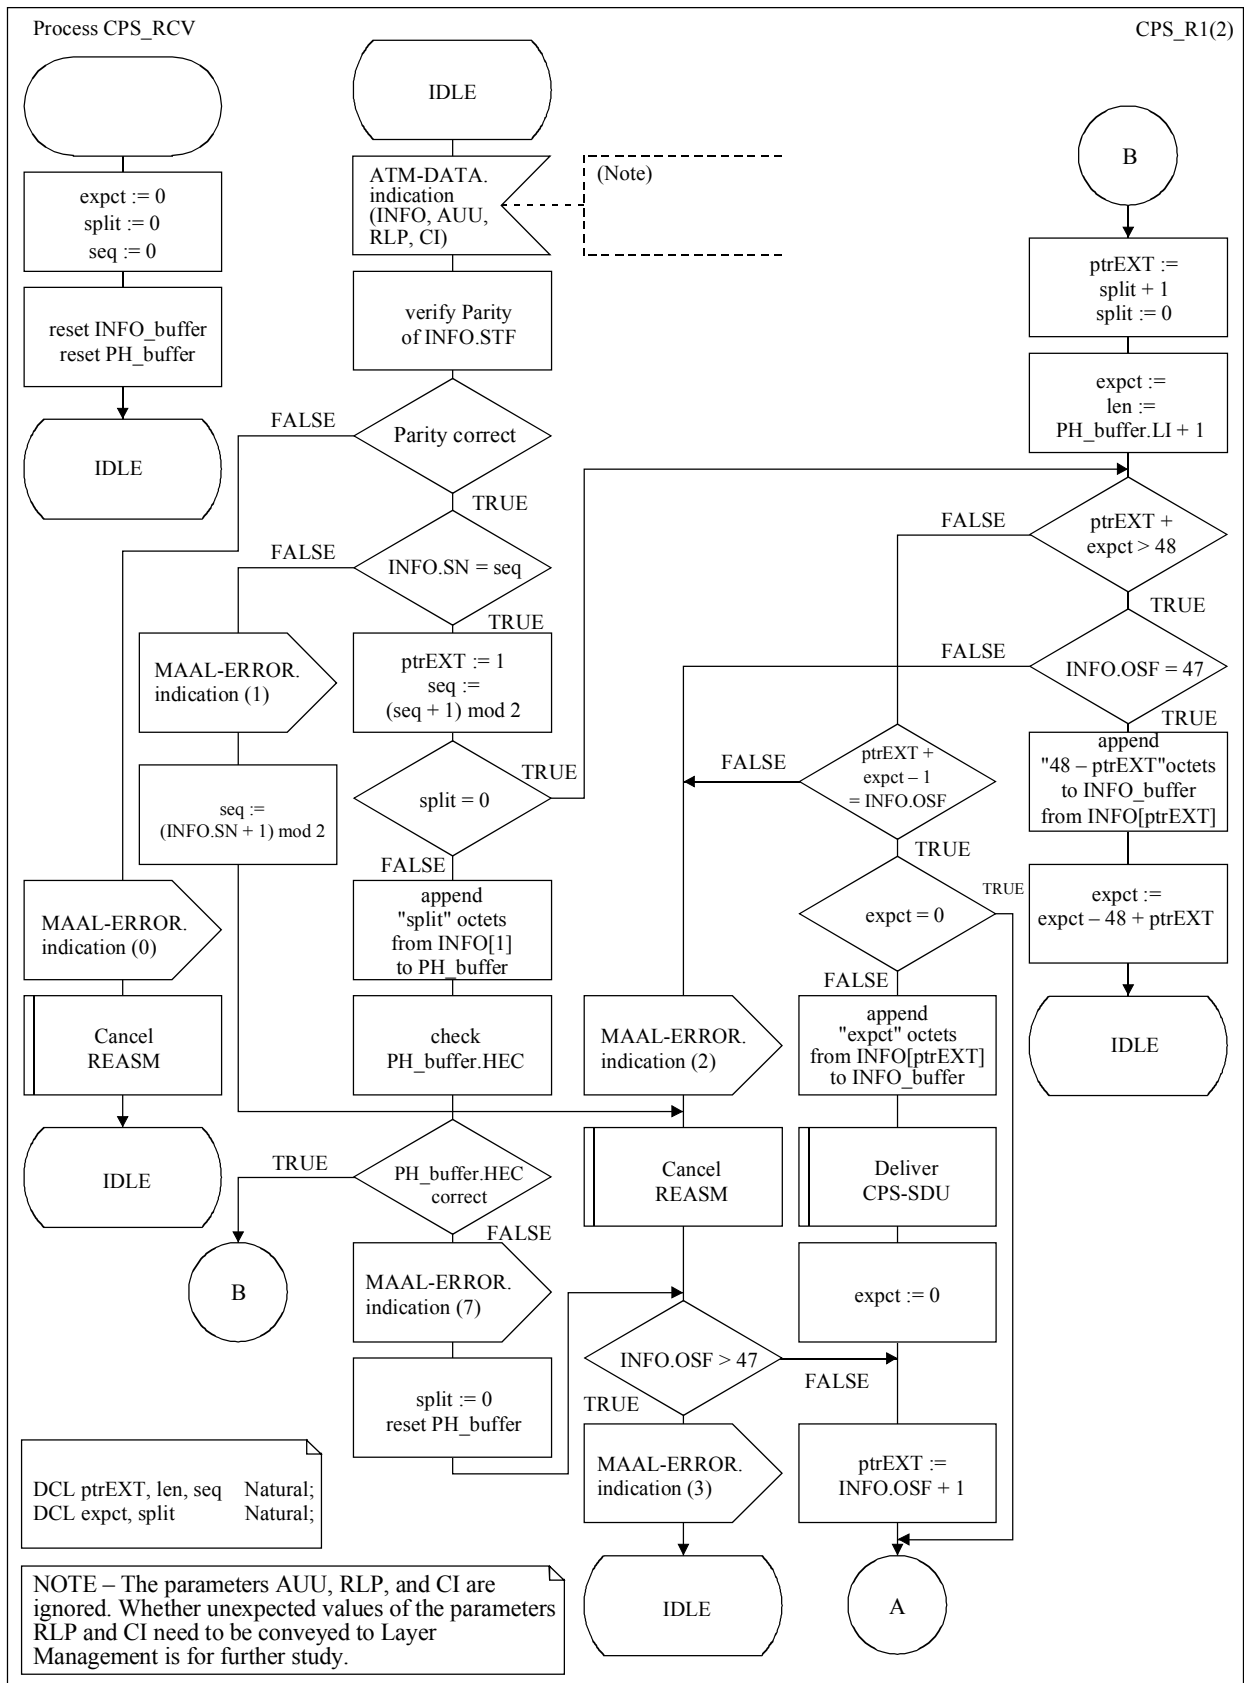 Process CPS_RCV
CPS_R1(2)
expct := 0
split := 0
seq := 0
reset INFO_buffer
reset PH_buffer
IDLE
IDLE
ATM-DATA.
indication
(INFO, AUU,
RLP, CI)
(Note)
verify Parity
of INFO.STF
FALSE
Parity correct
TRUE
FALSE
INFO.SN = seq
TRUE
MAAL-ERROR.
indication (1)
ptrEXT := 1
seq :=
(seq + 1) mod 2
seq :=
(INFO.SN + 1) mod 2
TRUE
split = 0
FALSE
MAAL-ERROR.
indication (0)
append
"split" octets
from INFO[1]
to PH_buffer
Cancel
REASM
check
PH_buffer.HEC
IDLE
TRUE
PH_buffer.HEC
correct
FALSE
B
MAAL-ERROR.
indication (7)
split := 0
reset PH_buffer
B
ptrEXT :=
split + 1
split := 0
expct :=
len :=
PH_buffer.LI + 1
FALSE
ptrEXT +
expct > 48
TRUE
FALSE
INFO.OSF = 47
TRUE
append
"48 – ptrEXT"octets
to INFO_buffer
from INFO[ptrEXT]
expct :=
expct – 48 + ptrEXT
IDLE
FALSE
ptrEXT +
expct – 1
= INFO.OSF
TRUE
TRUE
expct = 0
FALSE
MAAL-ERROR.
indication (2)
append
"expct" octets
from INFO[ptrEXT]
to INFO_buffer
Cancel
REASM
Deliver
CPS-SDU
expct := 0
INFO.OSF > 47
FALSE
TRUE
MAAL-ERROR.
indication (3)
ptrEXT :=
INFO.OSF + 1
IDLE
A
DCL ptrEXT, len, seq Natural;
DCL expct, split Natural;
NOTE – The parameters AUU, RLP, and CI are
ignored. Whether unexpected values of the parameters
RLP and CI need to be conveyed to Layer
Management is for further study.